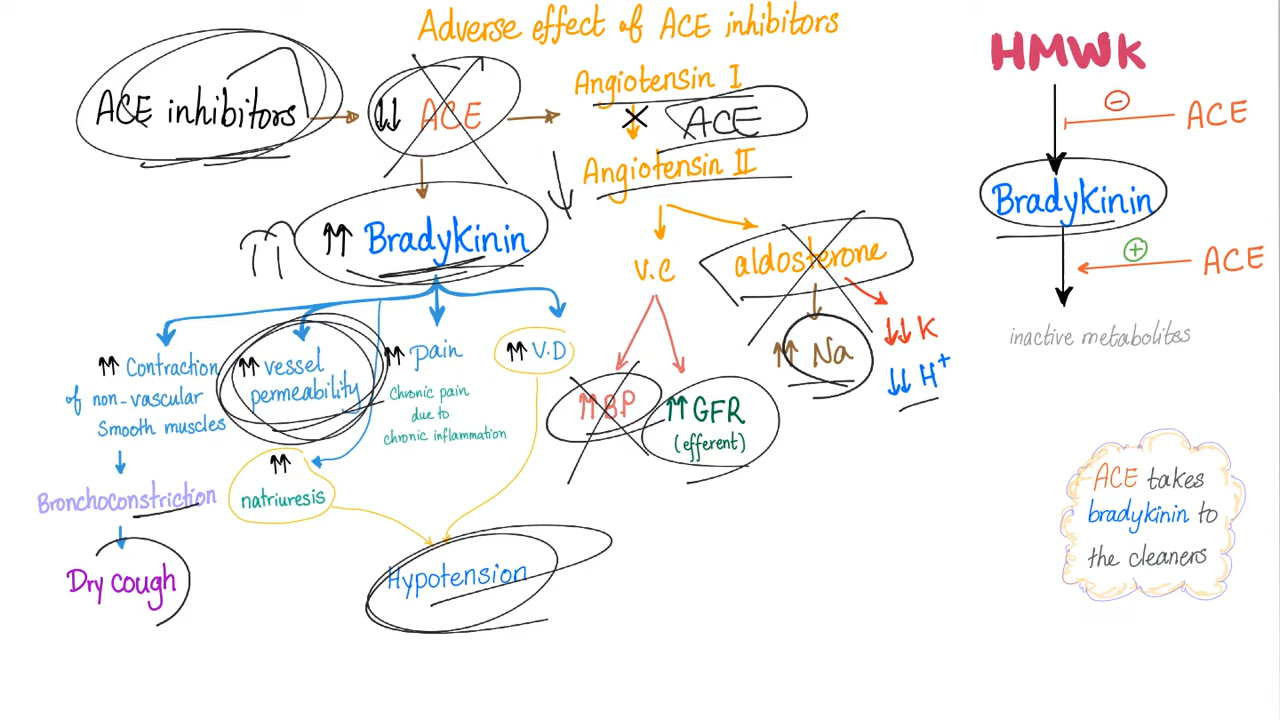 Adverse effect of ACE inhibitors
ACE inhibitors
↓↓ ACE
Angiotensin I
X ACE
Angiotensin II
↑↑ Bradykinin
V.C
aldosterone
↑↑ Na
↓↓ K
↓↓ H+
↑↑ BP
↑↑ GFR
(efferent)
↑↑ Contraction
of non-vascular
Smooth muscles
Bronchoconstriction
Dry cough
↑↑ vessel
permeability
↑↑
natriuresis
↑↑ pain
Chronic pain
due to
chronic inflammation
↑↑ V.D
Hypotension
HMWK
⊖ ACE
Bradykinin
⊕ ACE
inactive metabolites
ACE takes
bradykinin to
the cleaners